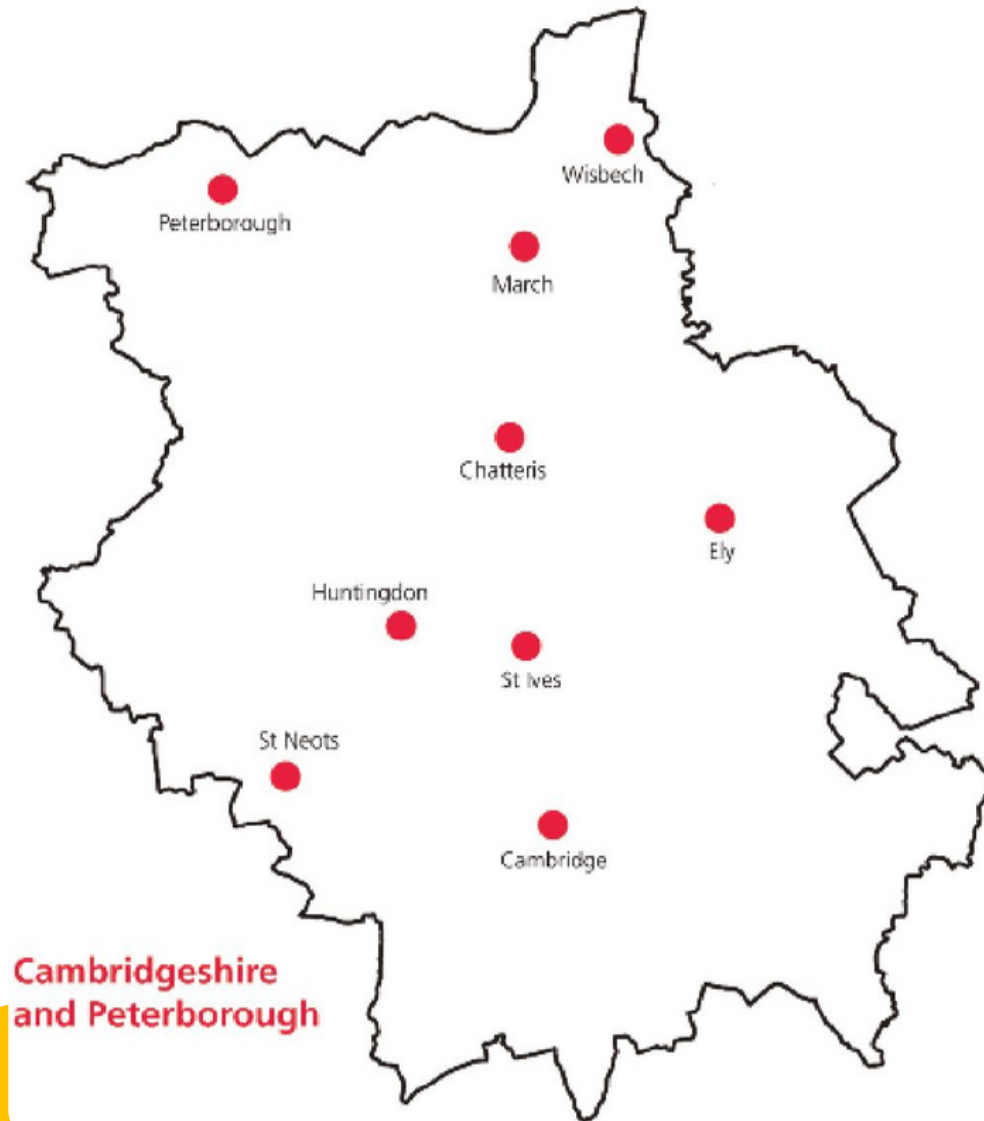 Wisbech
Peterborough
March
Chatteris
Ely
Huntingdon
St Ives
St Neots
Cambridge
Cambridgeshire
and Peterborough